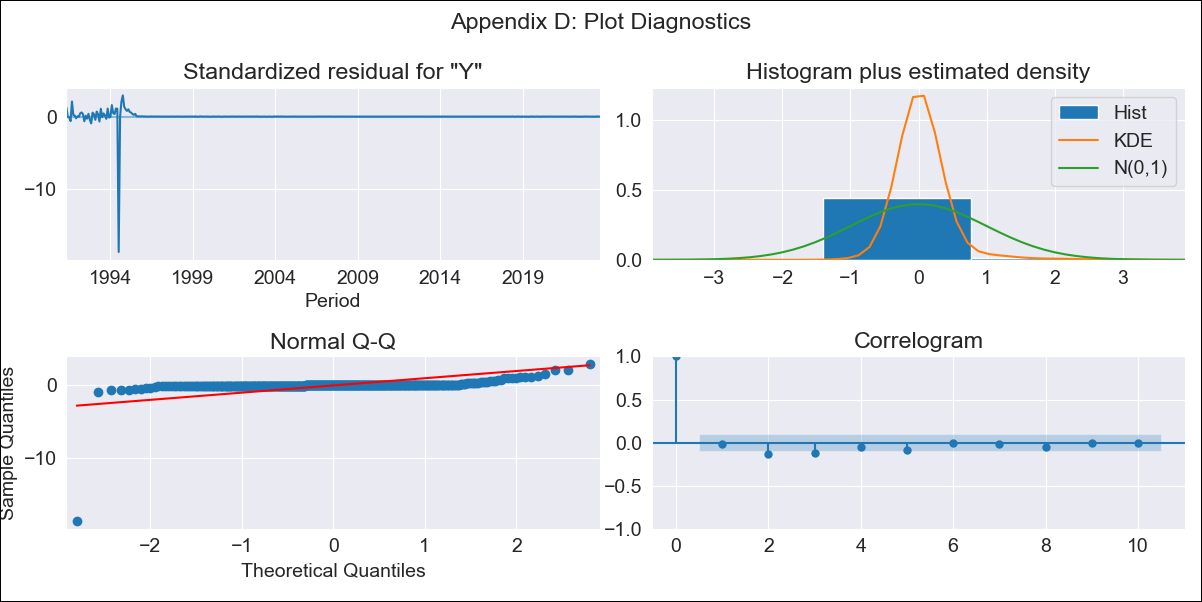 Appendix D: Plot Diagnostics
Standardized residual for "Y"
0
−10
1994 1999 2004 2009 2014 2019
Period
Histogram plus estimated density
1.0
0.5
0.0
−3 −2 −1 0 1 2 3
Hist
KDE
N(0,1)
Normal Q-Q
Sample Quantiles
0
−10
−2 −1 0 1 2
Theoretical Quantiles
Correlogram
1.0
0.5
0.0
−0.5
−1.0
0 2 4 6 8 10